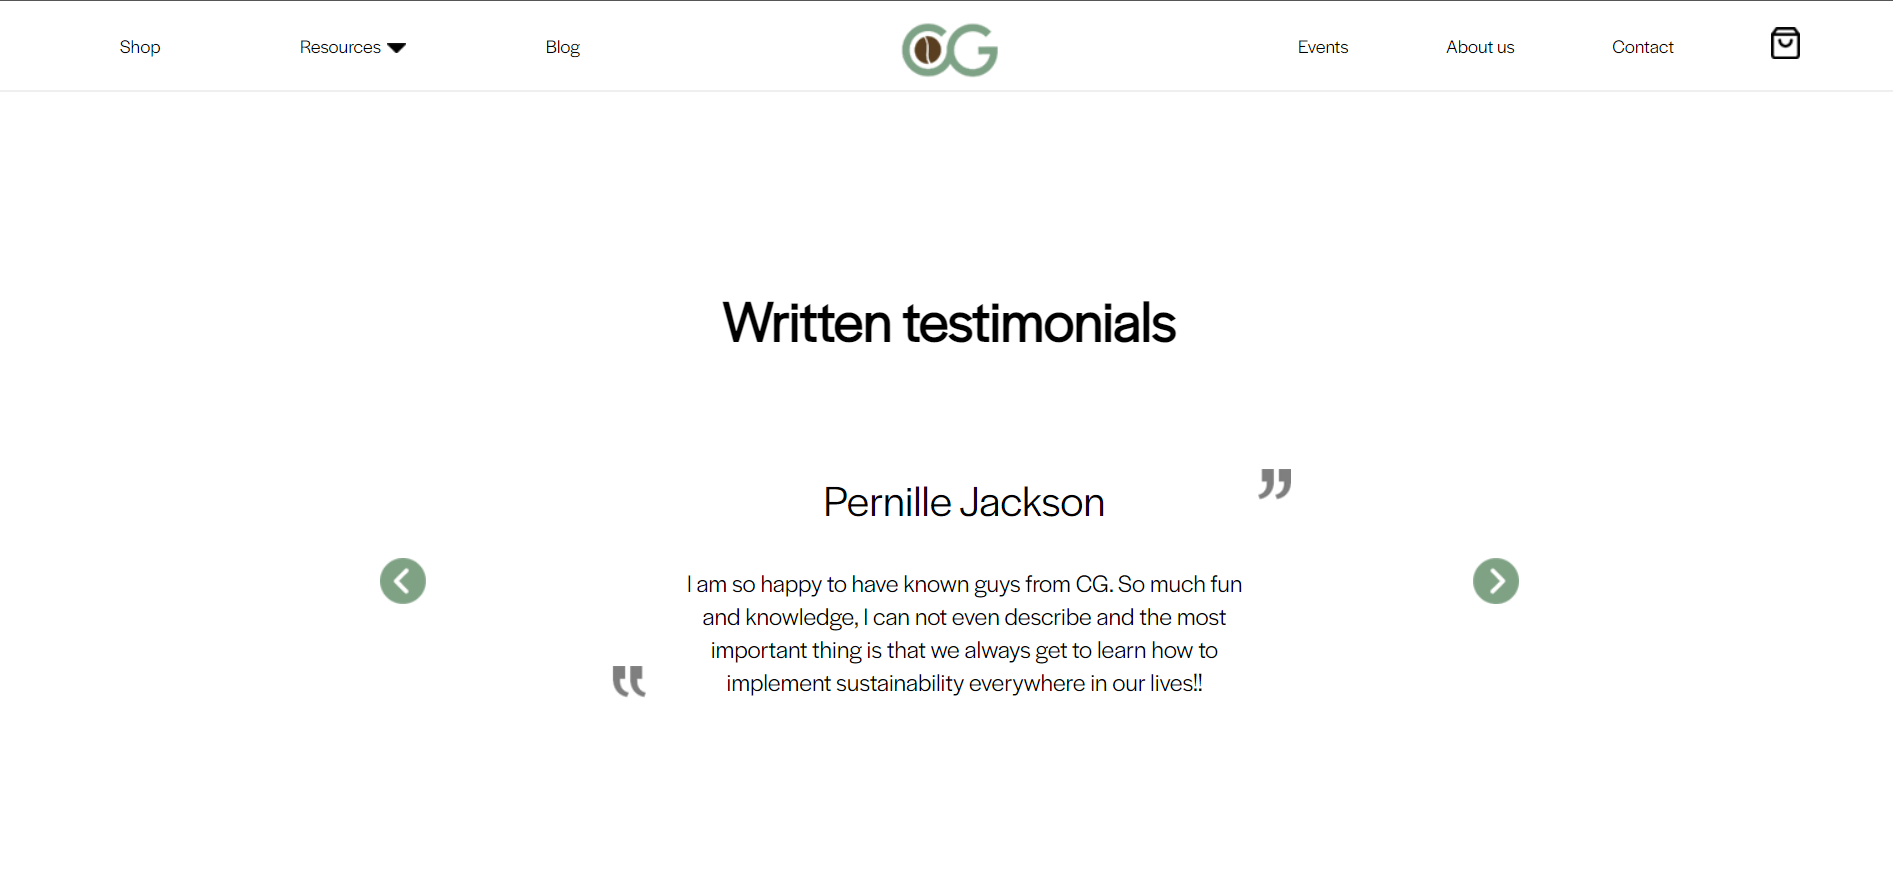 Shop Resources Blog CG Events About us Contact
Written testimonials
”
Pernille Jackson
I am so happy to have known guys from CG. So much fun
and knowledge, I can not even describe and the most
important thing is that we always get to learn how to
implement sustainability everywhere in our lives!!
“